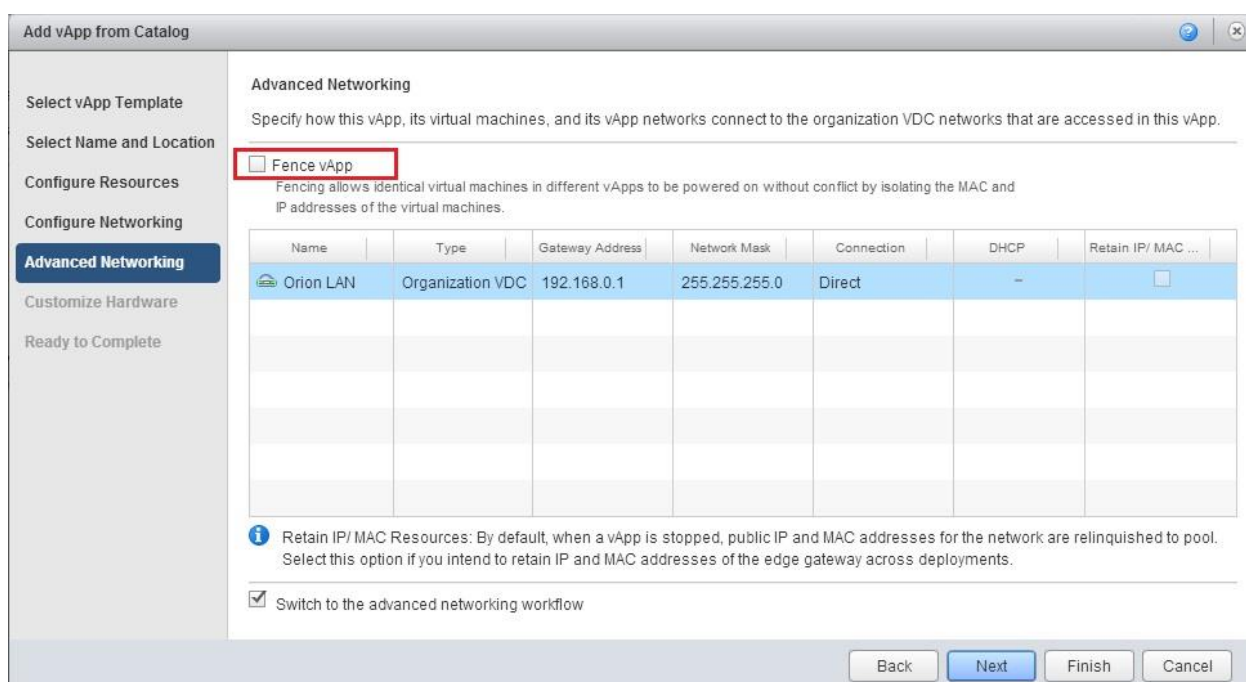 Add vApp from Catalog
Select vApp Template
Select Name and Location
Configure Resources
Configure Networking
Advanced Networking
Customize Hardware
Ready to Complete
Advanced Networking
Specify how this vApp, its virtual machines, and its vApp networks connect to the organization VDC networks that are accessed in this vApp.
Fence vApp
Fencing allows identical virtual machines in different vApps to be powered on without conflict by isolating the MAC and
IP addresses of the virtual machines.
Name Type Gateway Address Network Mask Connection DHCP Retain IP/ MAC ...
Orion LAN Organization VDC 192.168.0.1 255.255.255.0 Direct -
Retain IP/ MAC Resources: By default, when a vApp is stopped, public IP and MAC addresses for the network are relinquished to pool.
Select this option if you intend to retain IP and MAC addresses of the edge gateway across deployments.
Switch to the advanced networking workflow
Back Next Finish Cancel